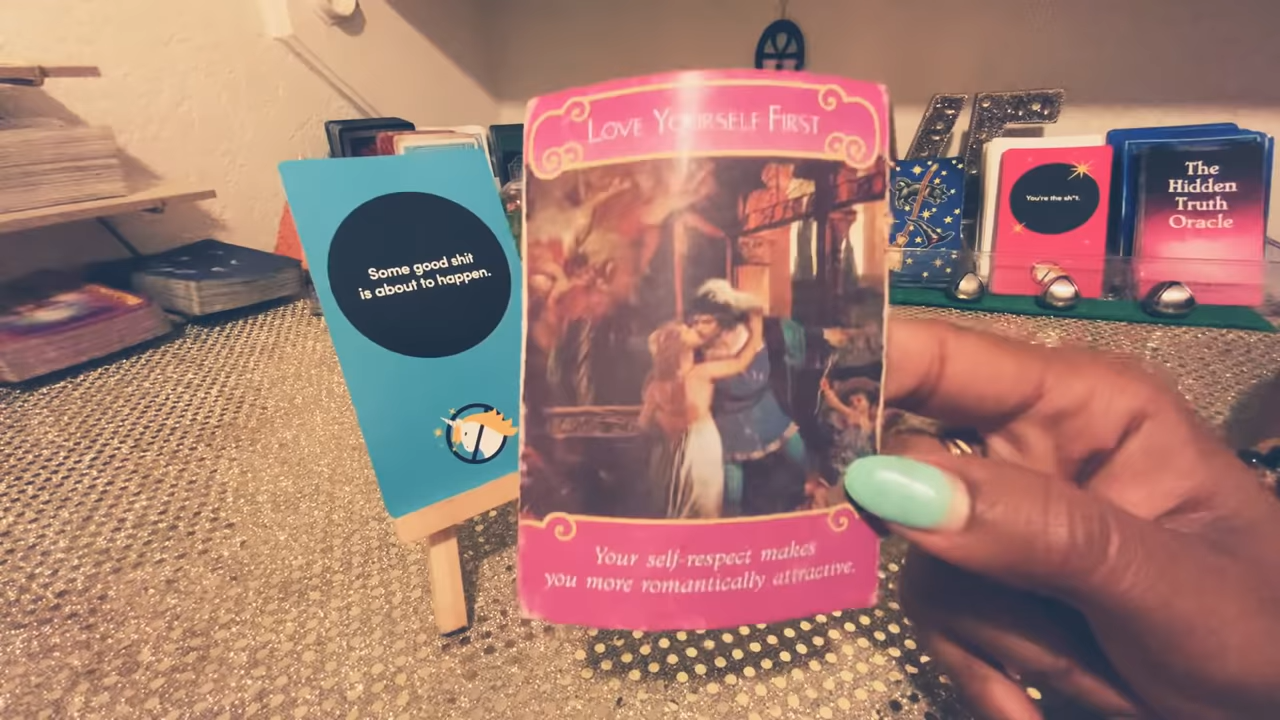 LOVE YOURSELF FIRST
Some good shit
is about to happen.
Your self-respect makes
you more romantically attractive.
You're the sh*t.
The
Hidden
Truth
Oracle